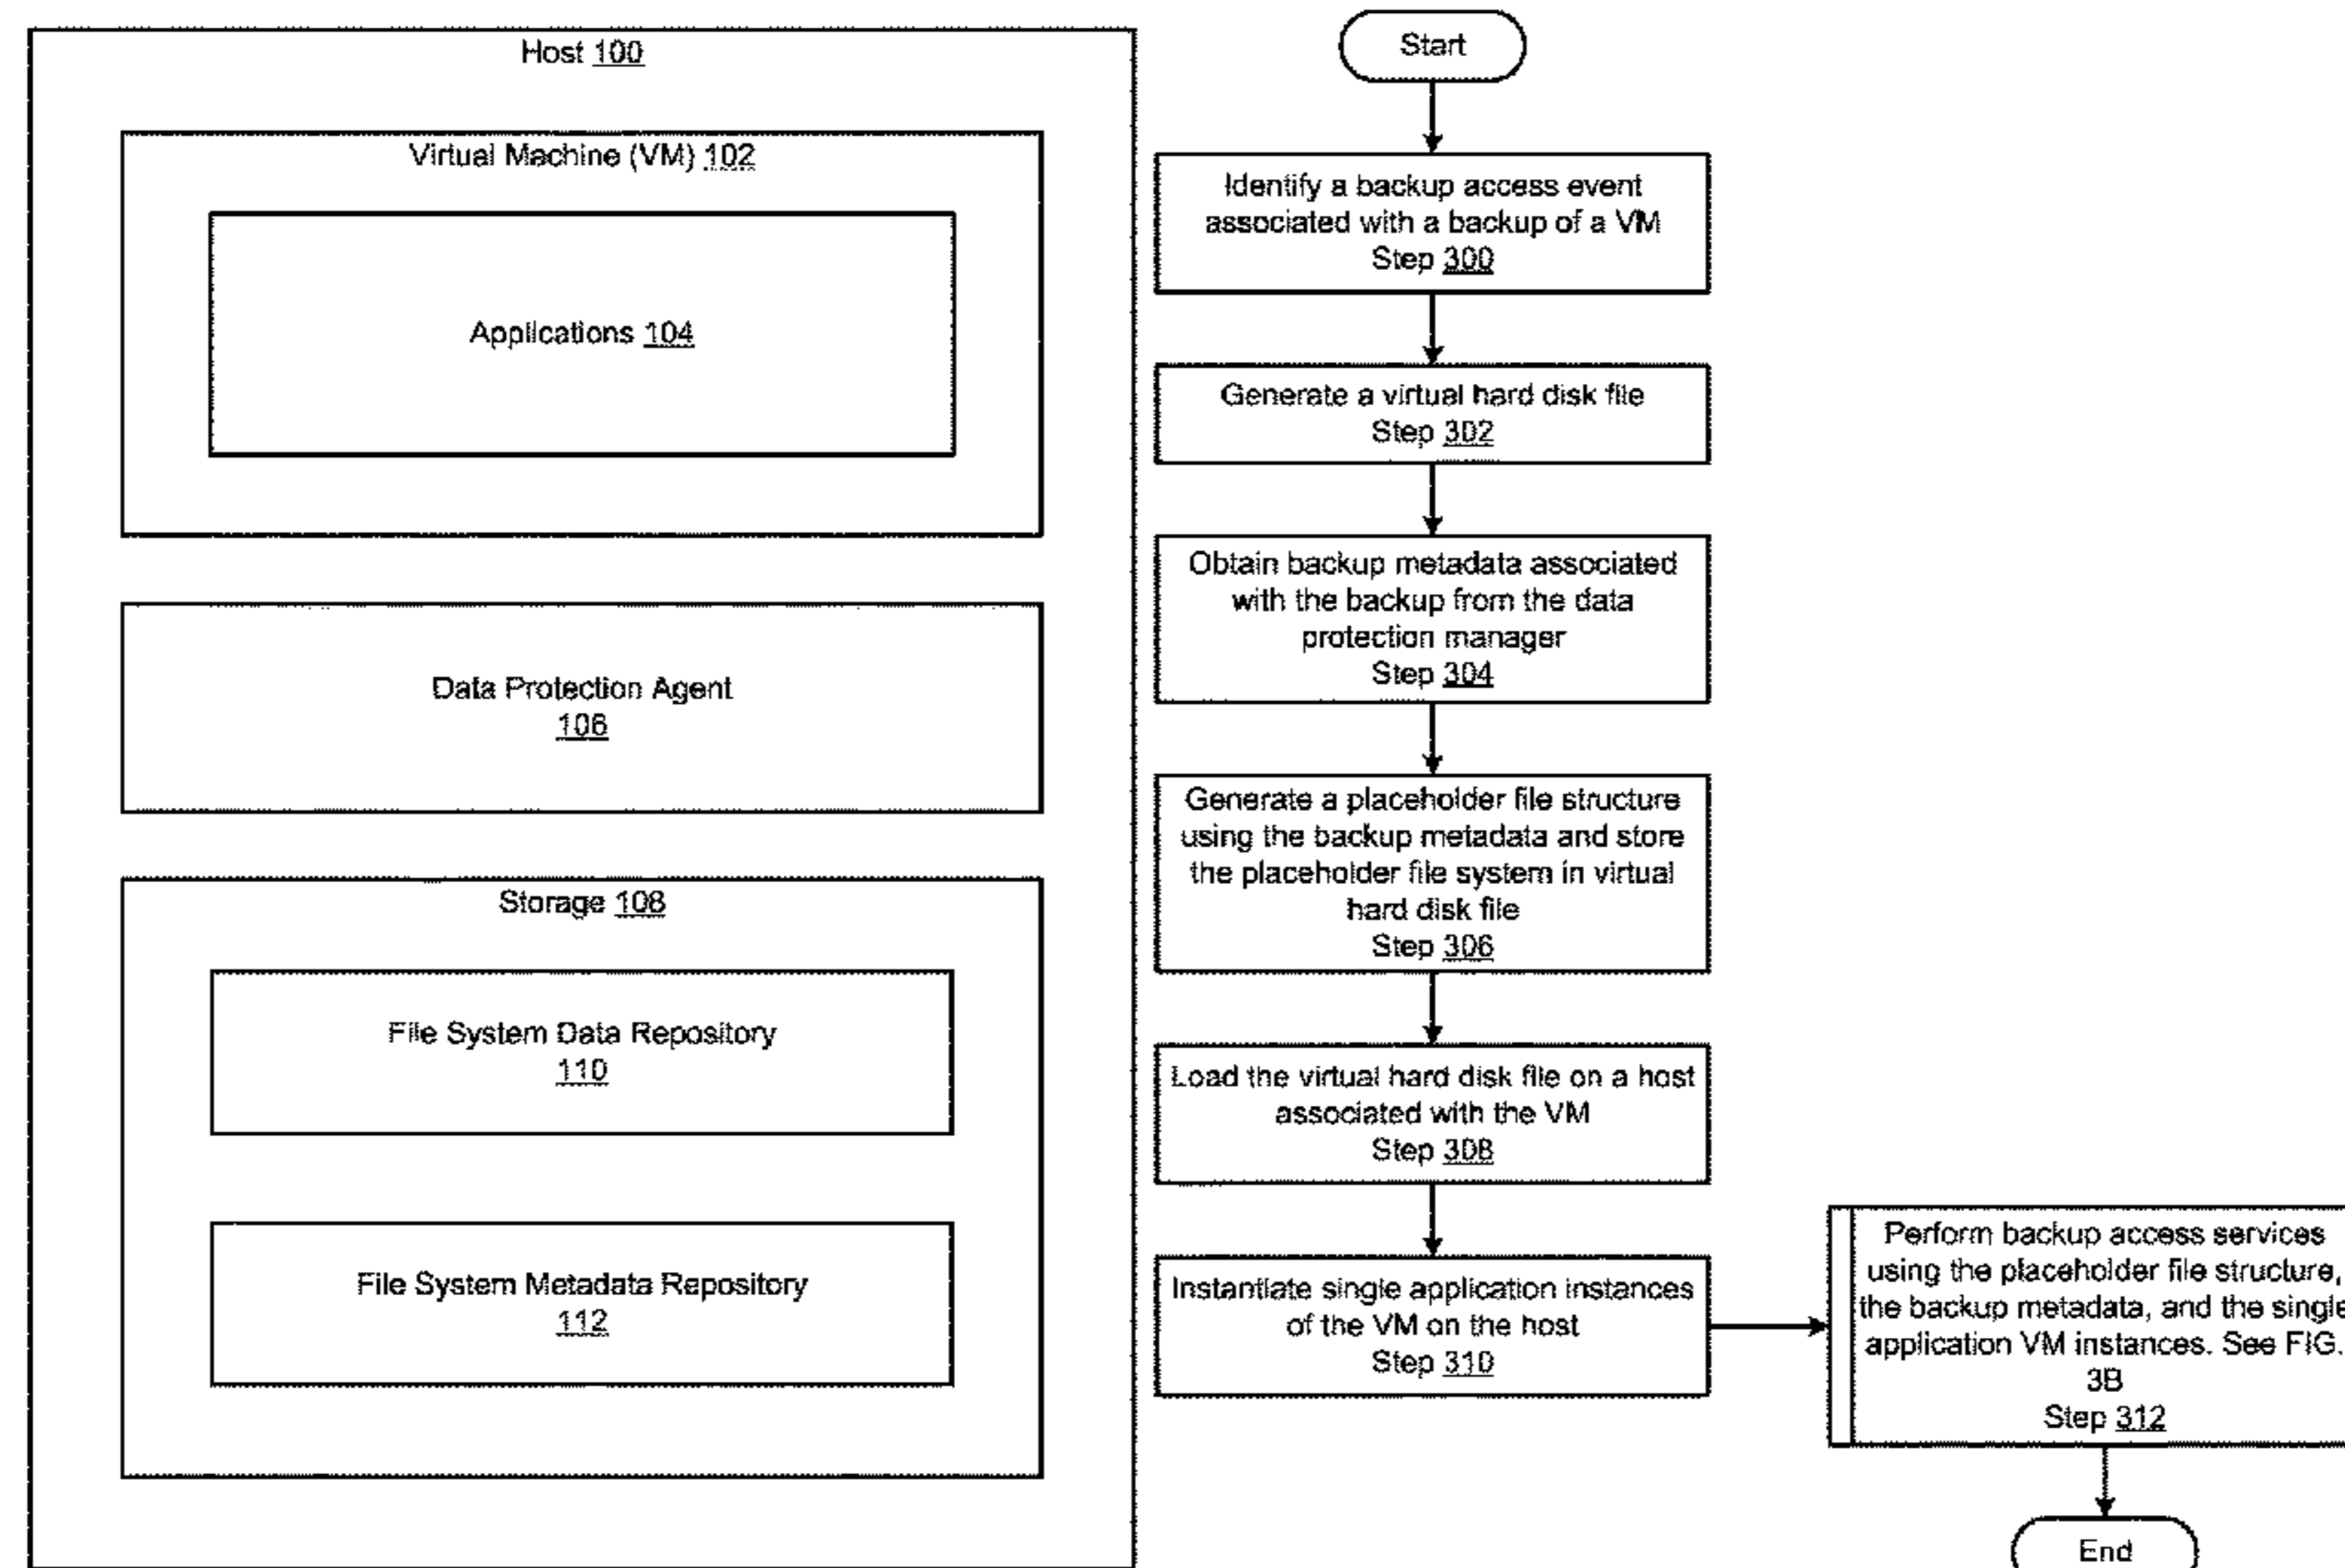 Host 100
Virtual Machine (VM) 102
Applications 104
Data Protection Agent
106
Storage 108
File System Data Repository
110
File System Metadata Repository
112
Start
Identify a backup access event
associated with a backup of a VM
Step 300
Generate a virtual hard disk file
Step 302
Obtain backup metadata associated
with the backup from the data
protection manager
Step 304
Generate a placeholder file structure
using the backup metadata and store
the placeholder file system in virtual
hard disk file
Step 306
Load the virtual hard disk file on a host
associated with the VM
Step 308
Instantiate single application instances
of the VM on the host
Step 310
Perform backup access services
using the placeholder file structure,
the backup metadata, and the single
application VM instances. See FIG.
3B
Step 312
End